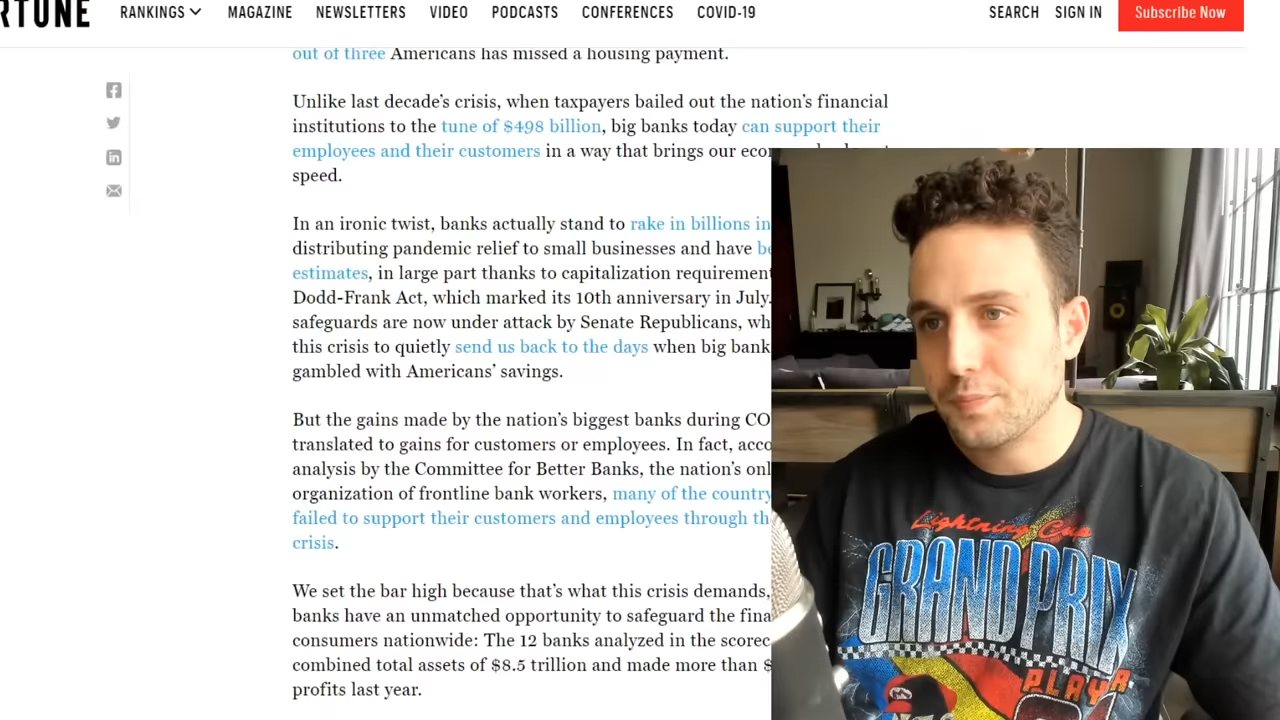 RTUNE
RANKINGS MAGAZINE NEWSLETTERS VIDEO PODCASTS CONFERENCES COVID-19 SEARCH SIGN IN Subscribe Now
out of three Americans has missed a housing payment.
Unlike last decade's crisis, when taxpayers bailed out the nation's financial
institutions to the tune of $498 billion, big banks today can support their
employees and their customers in a way that brings our
speed.
In an ironic twist, banks actually stand to rake in billions in
distributing pandemic relief to small businesses and have be
estimates, in large part thanks to capitalization requirement
Dodd-Frank Act, which marked its 10th anniversary in July.
safeguards are now under attack by Senate Republicans, wh
this crisis to quietly send us back to the days when big bank
gambled with Americans' savings.
But the gains made by the nation's biggest banks during CO
translated to gains for customers or employees. In fact, acco
analysis by the Committee for Better Banks, the nation's onl
organization of frontline bank workers, many of the country
failed to support their customers and employees through th
crisis.
We set the bar high because that's what this crisis demands,
banks have an unmatched opportunity to safeguard the fina
consumers nationwide: The 12 banks analyzed in the scorec
combined total assets of $8.5 trillion and made more than $
profits last year.
Lightning Cup
GRAND PRIX
PLAYA